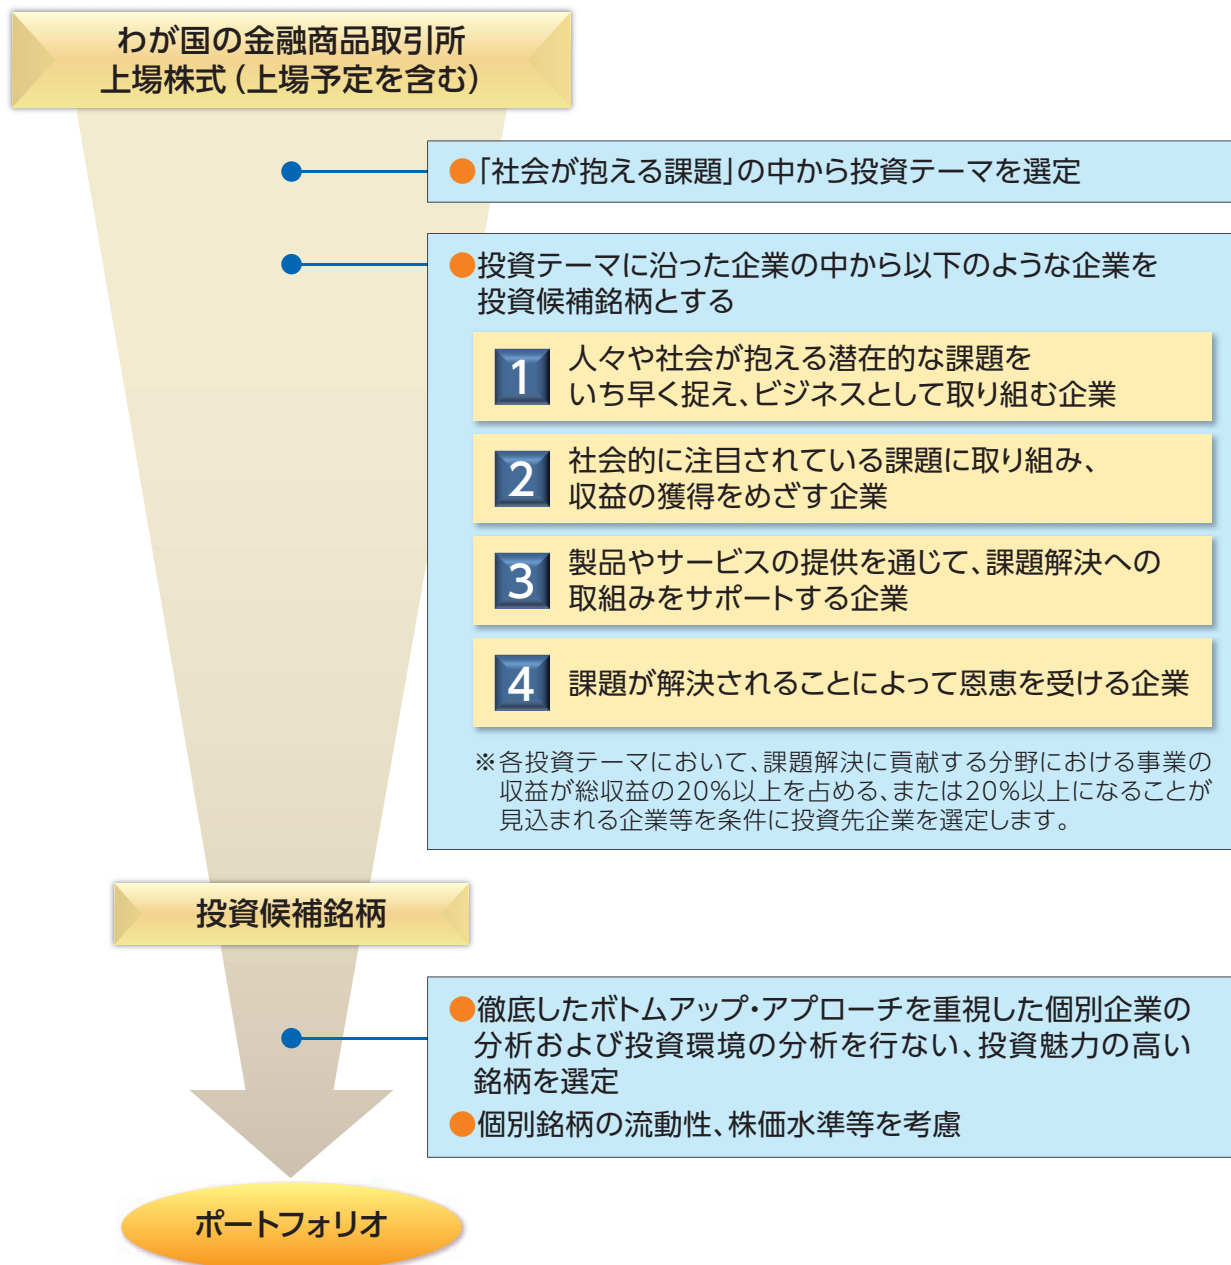 わが国の金融商品取引所
上場株式（上場予定を含む）
●「社会が抱える課題」の中から投資テーマを選定
●投資テーマに沿った企業の中から以下のような企業を
投資候補銘柄とする
1 人々や社会が抱える潜在的な課題を
いち早く捉え、ビジネスとして取り組む企業
2 社会的に注目されている課題に取り組み、
収益の獲得をめざす企業
3 製品やサービスの提供を通じて、課題解決への
取組みをサポートする企業
4 課題が解決されることによって恩恵を受ける企業
※各投資テーマにおいて、課題解決に貢献する分野における事業の
収益が総収益の20%以上を占める、または20%以上になることが
見込まれる企業等を条件に投資先企業を選定します。
投資候補銘柄
●徹底したボトムアップ・アプローチを重視した個別企業の
分析および投資環境の分析を行ない、投資魅力の高い
銘柄を選定
●個別銘柄の流動性、株価水準等を考慮
ポートフォリオ